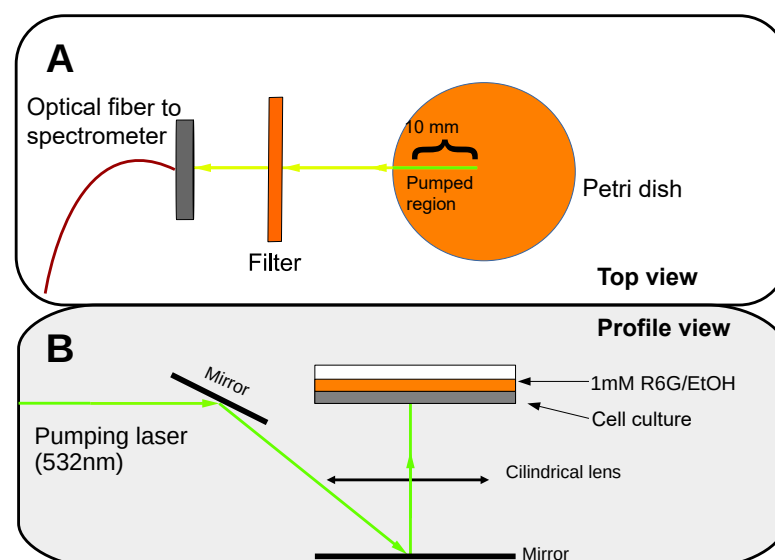 A
Optical fiber to
spectrometer
10 mm
Pumped
region
Petri dish
Filter
Top view
Profile view
B
Mirror
1mM R6G/EtOH
Cell culture
Pumping laser
(532nm)
Cilindrical lens
Mirror